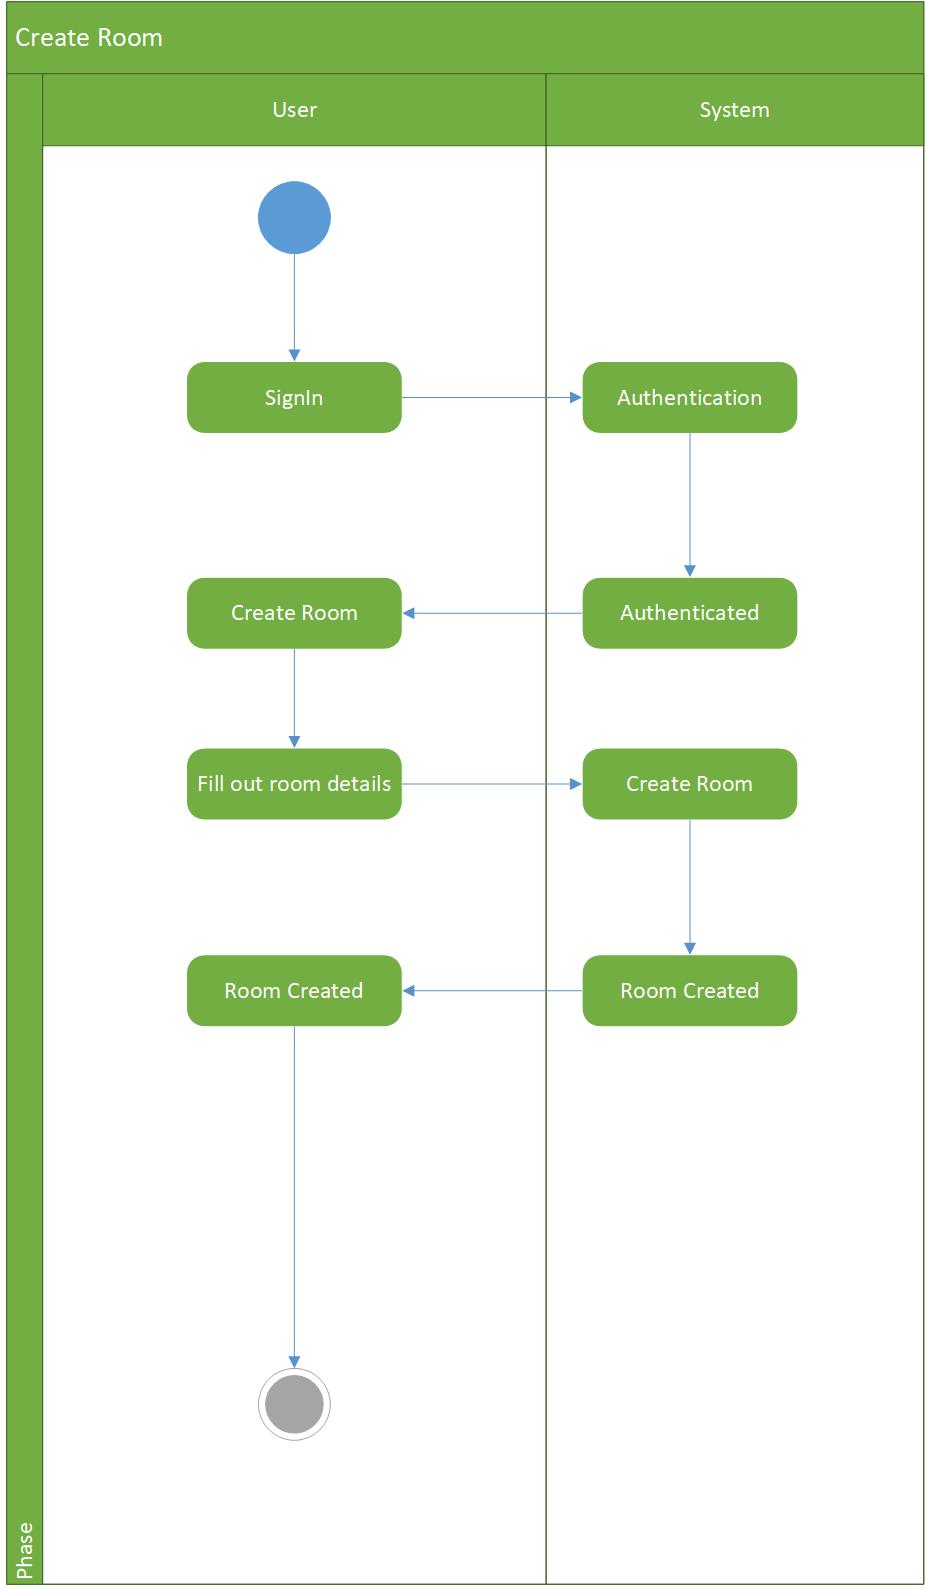 Create Room
User
System
SignIn
Authentication
Create Room
Authenticated
Fill out room details
Create Room
Room Created
Room Created
Phase